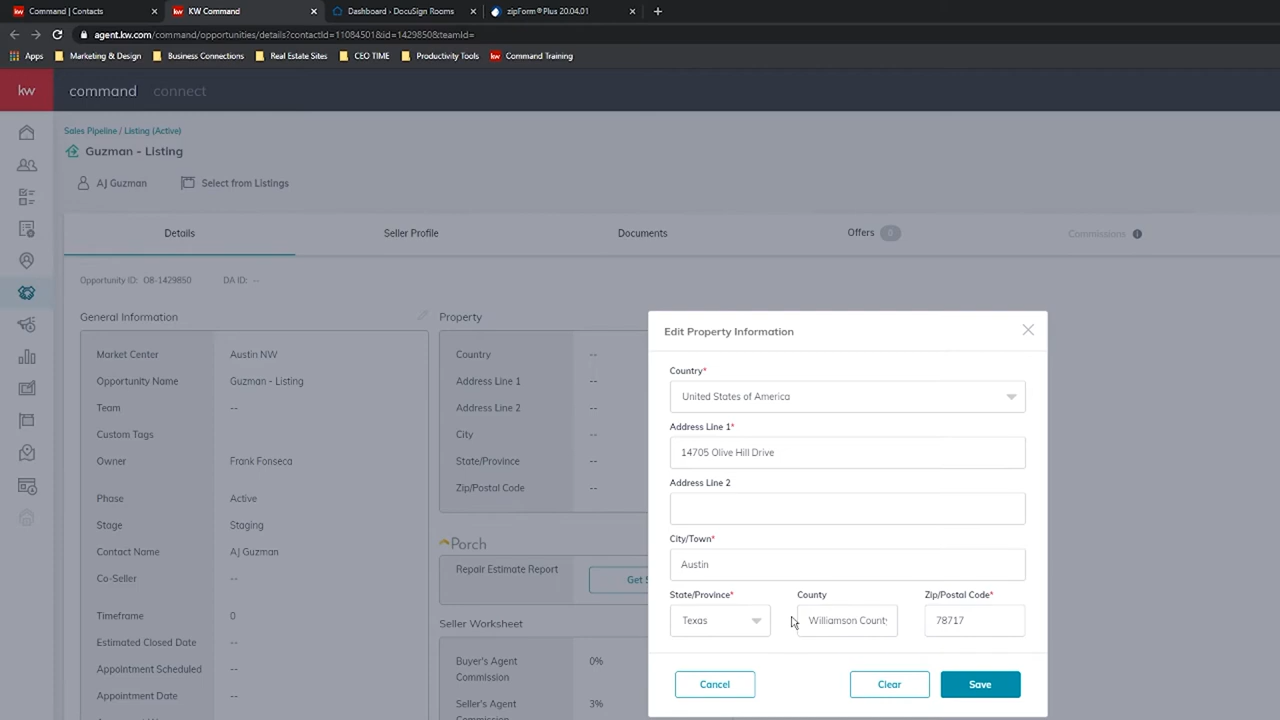 Command | Contacts
KW Command
Dashboard › DocuSign Rooms
zipForm® Plus 20.04.01
agent.kw.com/command/opportunities/details?contactId=11084501&id=1429850&teamId=
Apps
Marketing & Design
Business Connections
Real Estate Sites
CEO TIME
Productivity Tools
kw Command Training
kw command connect
Sales Pipeline / Listing (Active)
Guzman - Listing
AJ Guzman
Select from Listings
Details
Seller Profile
Documents
Offers 0
Commissions
Opportunity ID: O8-1429850 DA ID: --
General Information
Market Center Austin NW
Opportunity Name Guzman - Listing
Team --
Custom Tags
Owner Frank Fonseca
Phase Active
Stage Staging
Contact Name AJ Guzman
Co-Seller --
Timeframe 0
Estimated Closed Date --
Appointment Scheduled --
Appointment Date --
Property
Country --
Address Line 1 --
Address Line 2 --
City --
State/Province --
Zip/Postal Code --
Porch
Repair Estimate Report
Get S
Seller Worksheet
Buyer's Agent
Commission
0%
Seller's Agent
Commission
3%
Edit Property Information
Country*
United States of America
Address Line 1*
14705 Olive Hill Drive
Address Line 2
City/Town*
Austin
State/Province* County Zip/Postal Code*
Texas Williamson County 78717
Cancel Clear Save